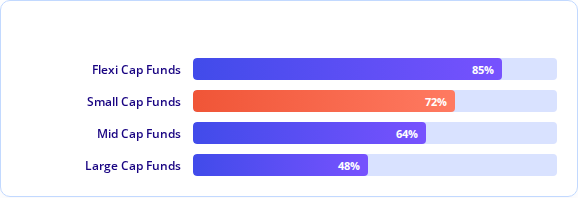 Flexi Cap Funds 85%
Small Cap Funds 72%
Mid Cap Funds 64%
Large Cap Funds 48%